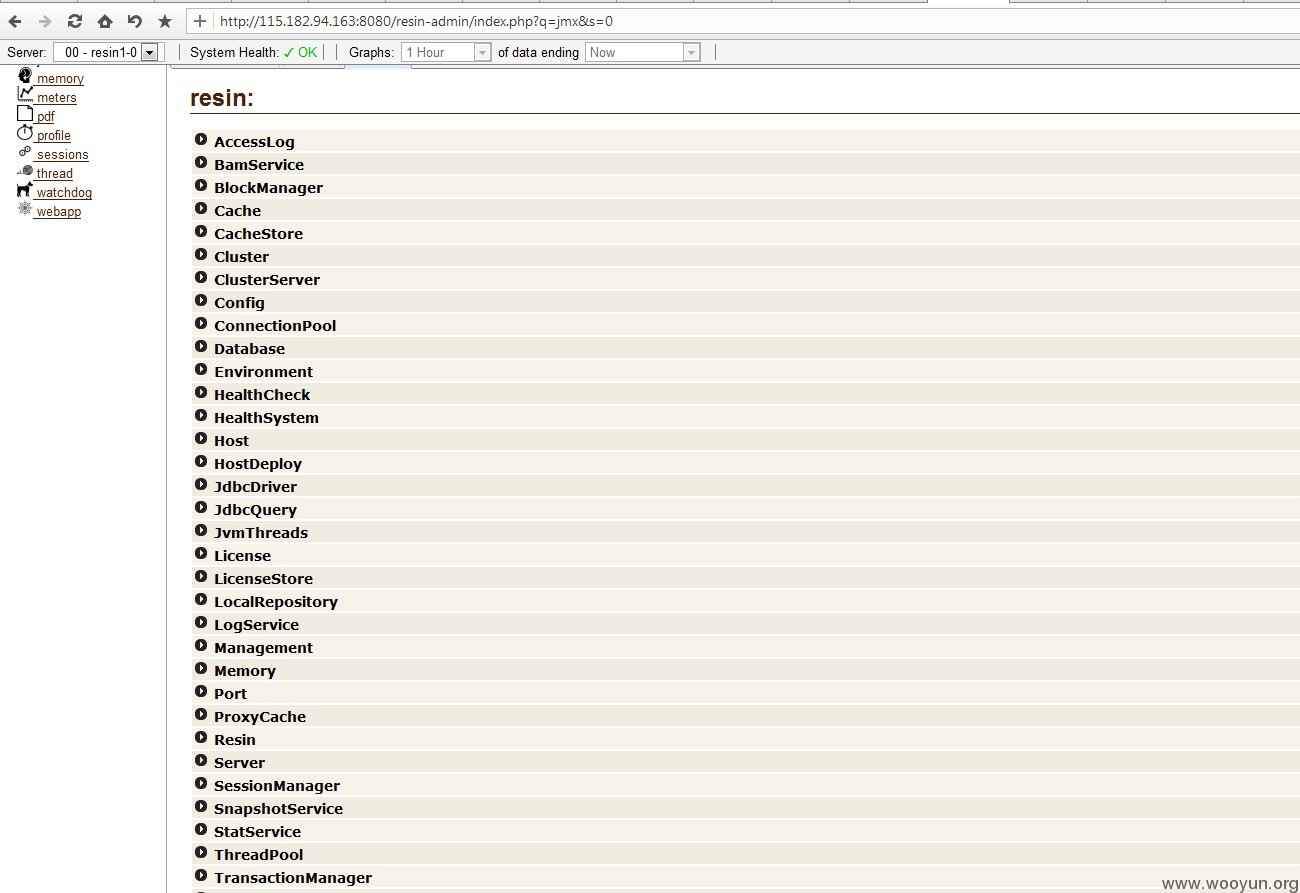 http://115.182.94.163:8080/resin-admin/index.php?q=jmx&s=0
Server: 00 - resin1-0 System Health: ✓ OK Graphs: 1 Hour of data ending Now
memory
meters
pdf
profile
sessions
thread
watchdog
webapp
resin:
AccessLog
BamService
BlockManager
Cache
CacheStore
Cluster
ClusterServer
Config
ConnectionPool
Database
Environment
HealthCheck
HealthSystem
Host
HostDeploy
JdbcDriver
JdbcQuery
JvmThreads
License
LicenseStore
LocalRepository
LogService
Management
Memory
Port
ProxyCache
Resin
Server
SessionManager
SnapshotService
StatService
ThreadPool
TransactionManager
www.wooyun.org